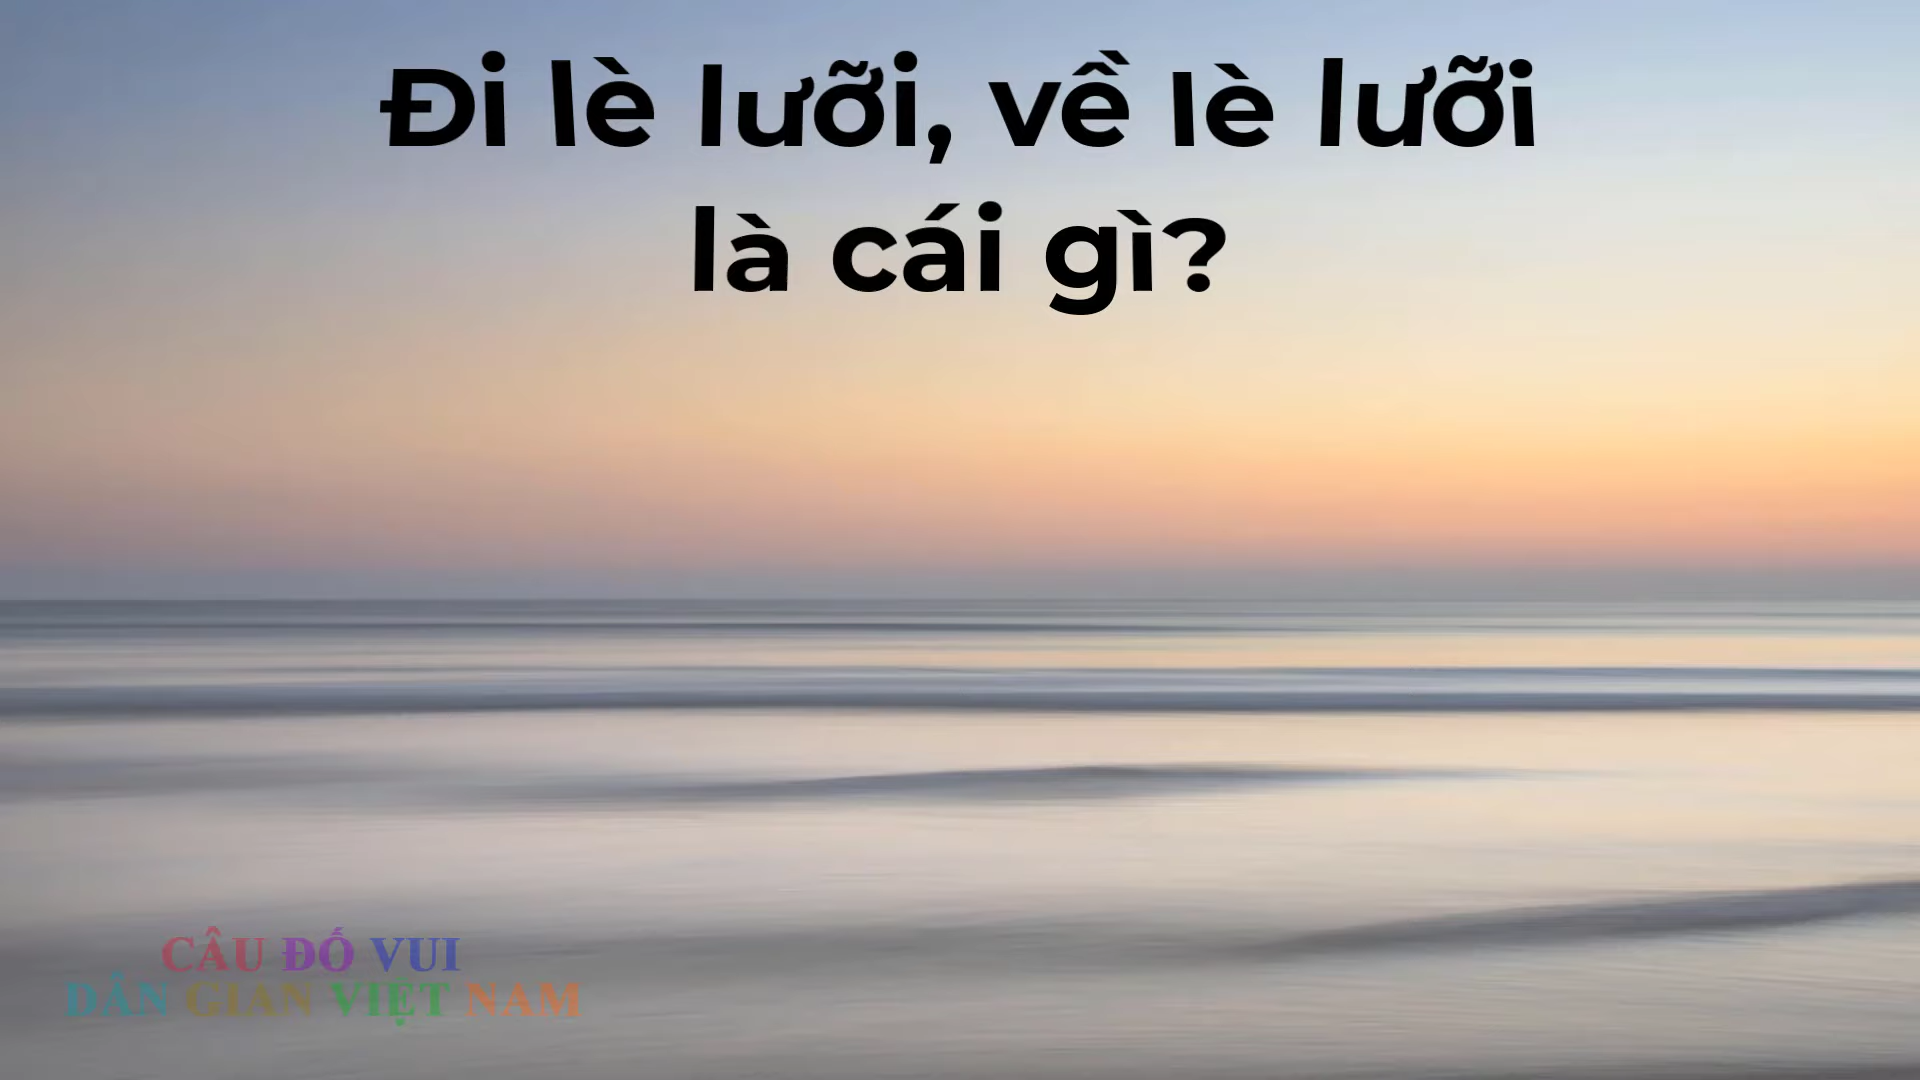 Đi lè lưỡi, về lè lưỡi
là cái gì?
CÂU ĐỐ VUI
DÂN GIAN VIỆT NAM